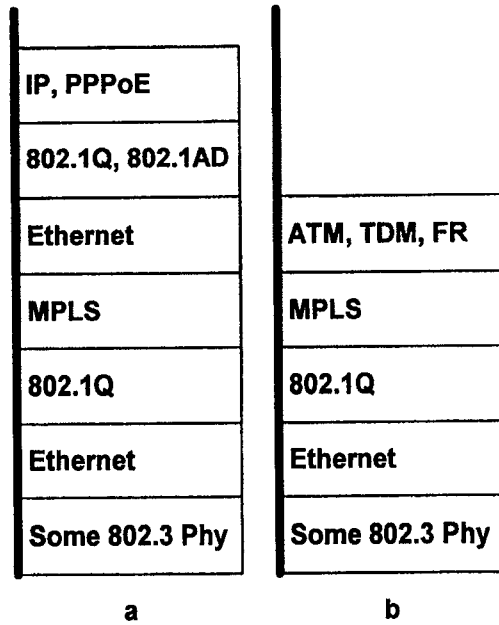 IP, PPPoE
802.1Q, 802.1AD
Ethernet
MPLS
802.1Q
Ethernet
Some 802.3 Phy
a
ATM, TDM, FR
MPLS
802.1Q
Ethernet
Some 802.3 Phy
b